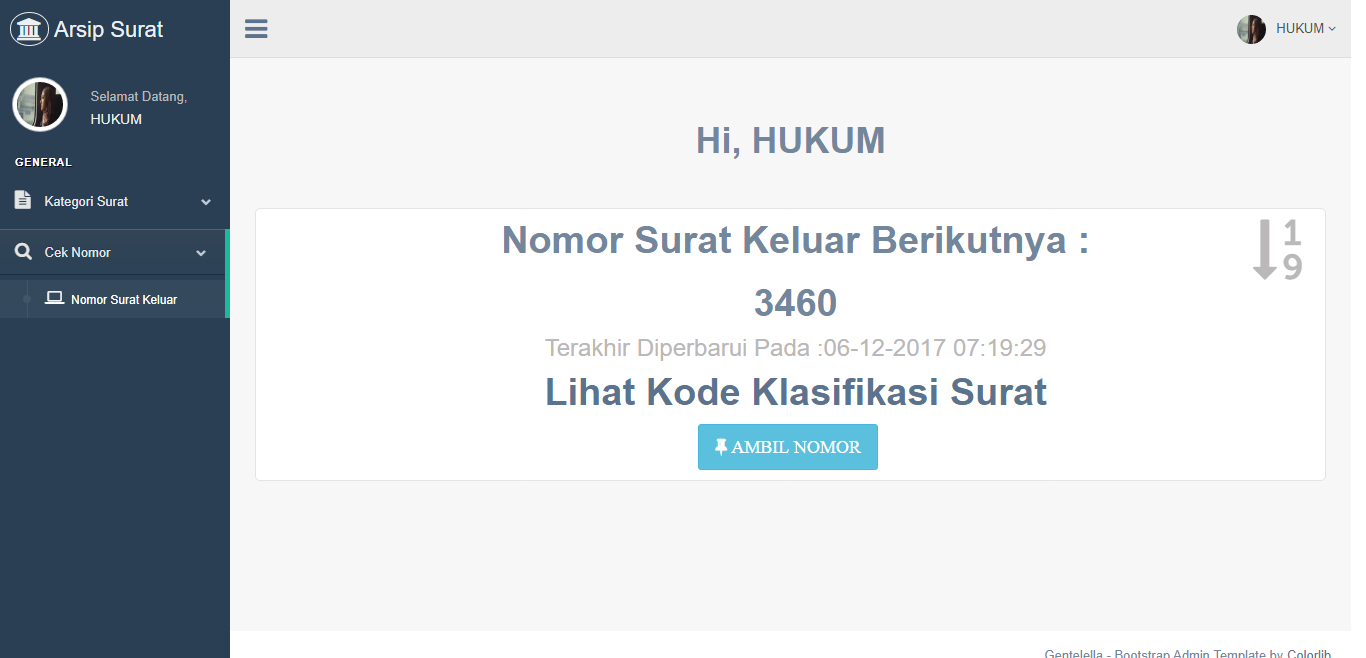 Arsip Surat
HUKUM
Selamat Datang,
HUKUM
GENERAL
Kategori Surat
Cek Nomor
Nomor Surat Keluar
Hi, HUKUM
Nomor Surat Keluar Berikutnya :
1
9
3460
Terakhir Diperbarui Pada :06-12-2017 07:19:29
Lihat Kode Klasifikasi Surat
AMBIL NOMOR
Gentelella - Bootstrap Admin Template by Colorlib